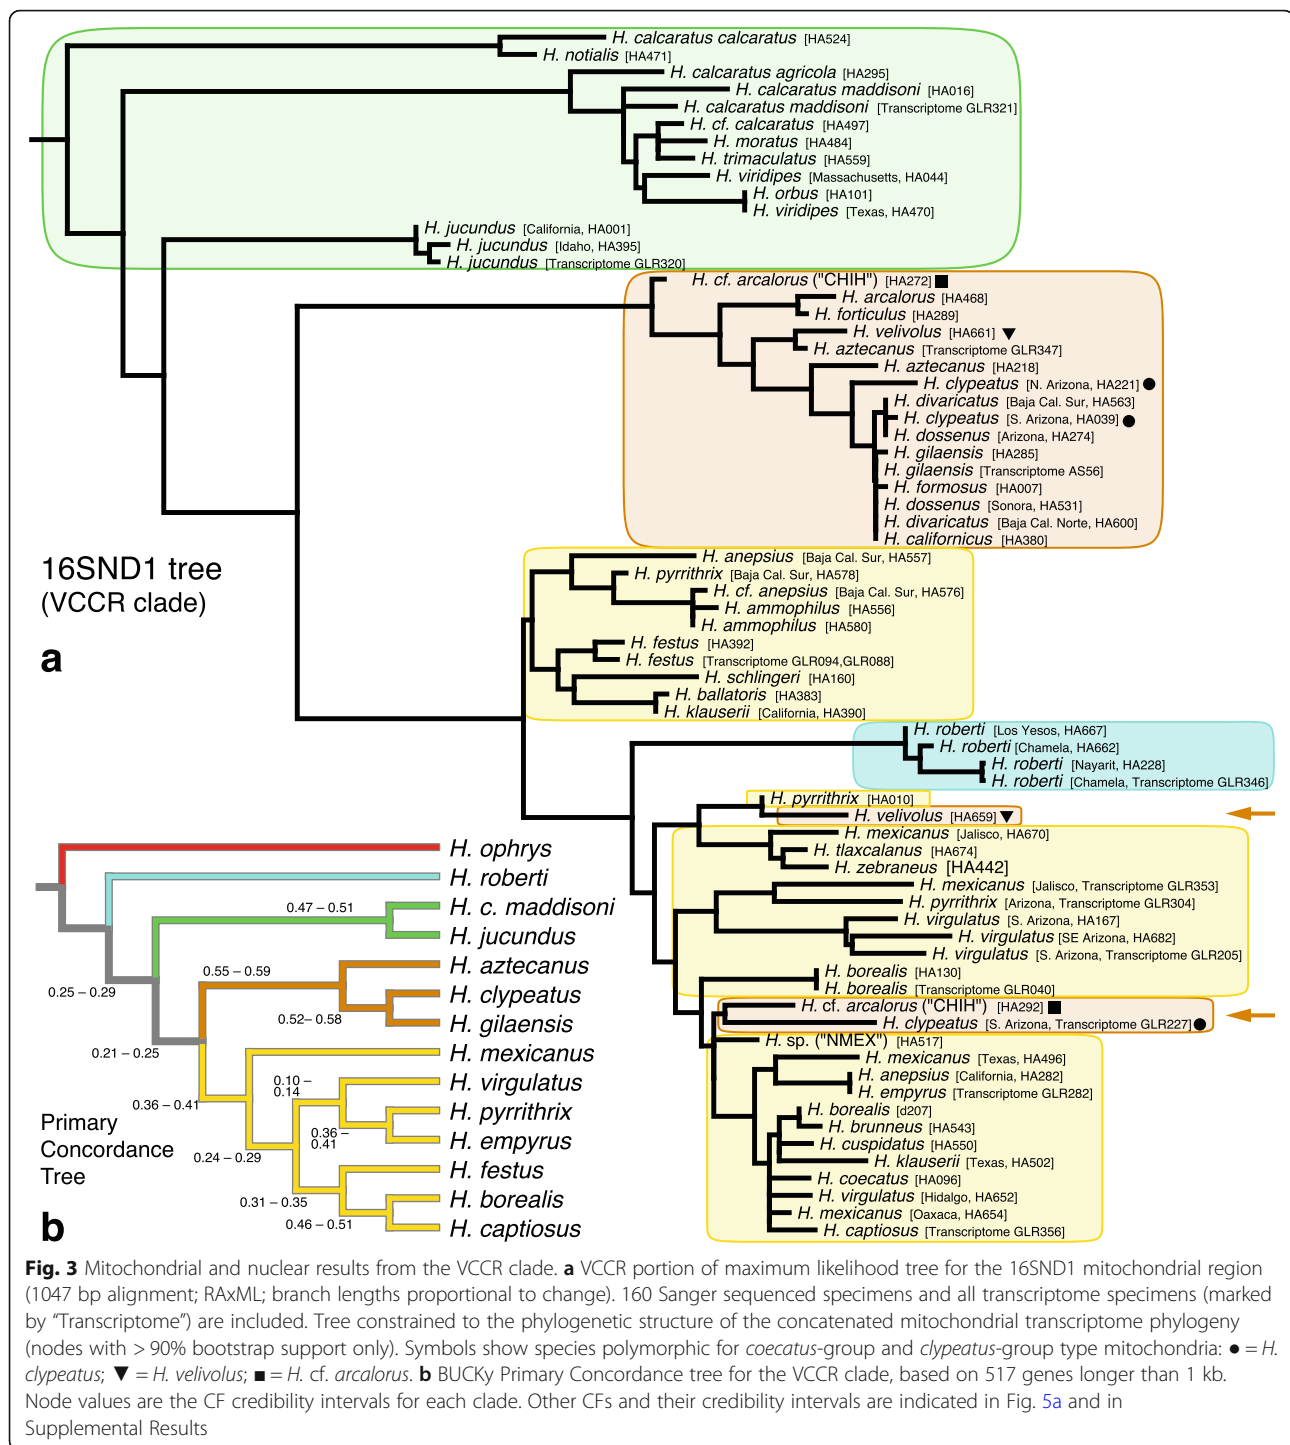 H. calcaratus calcaratus [HA524]
H. notialis [HA471]
H. calcaratus agricola [HA295]
H. calcaratus maddisoni [HA016]
H. calcaratus maddisoni [Transcriptome GLR321]
H. cf. calcaratus [HA497]
H. moratus [HA484]
H. trimaculatus [HA559]
H. viridipes [Massachusetts, HA044]
H. orbus [HA101]
H. viridipes [Texas, HA470]
H. jucundus [California, HA001]
H. jucundus [Idaho, HA395]
H. jucundus [Transcriptome GLR320]
H. cf. arcalorus ("CHIH") [HA272] ■
H. arcalorus [HA468]
H. forticulus [HA289]
H. velivolus [HA661] ▼
H. aztecanus [Transcriptome GLR347]
H. aztecanus [HA218]
H. clypeatus [N. Arizona, HA221] ●
H. divaricatus [Baja Cal. Sur, HA563]
H. clypeatus [S. Arizona, HA039] ●
H. dossenus [Arizona, HA274]
H. gilaensis [HA285]
H. gilaensis [Transcriptome AS56]
H. formosus [HA007]
H. dossenus [Sonora, HA531]
H. divaricatus [Baja Cal. Norte, HA600]
H. californicus [HA380]
16SND1 tree
(VCCR clade)
a
H. anepsius [Baja Cal. Sur, HA557]
H. pyrrithrix [Baja Cal. Sur, HA578]
H. cf. anepsius [Baja Cal. Sur, HA576]
H. ammophilus [HA556]
H. ammophilus [HA580]
H. festus [HA392]
H. festus [Transcriptome GLR094,GLR088]
H. schlingeri [HA160]
H. ballatoris [HA383]
H. klauserii [California, HA390]
H. roberti [Los Yesos, HA667]
H. roberti [Chamela, HA662]
H. roberti [Nayarit, HA228]
H. roberti [Chamela, Transcriptome GLR346]
H. pyrrithrix [HA010]
H. velivolus [HA659] ▼
H. mexicanus [Jalisco, HA670]
H. tlaxcalanus [HA674]
H. zebraneus [HA442]
H. mexicanus [Jalisco, Transcriptome GLR353]
H. pyrrithrix [Arizona, Transcriptome GLR304]
H. virgulatus [S. Arizona, HA167]
H. virgulatus [SE Arizona, HA682]
H. virgulatus [S. Arizona, Transcriptome GLR205]
H. borealis [HA130]
H. borealis [Transcriptome GLR040]
H. cf. arcalorus ("CHIH") [HA292] ■
H. clypeatus [S. Arizona, Transcriptome GLR227] ●
H. sp. ("NMEX") [HA517]
H. mexicanus [Texas, HA496]
H. anepsius [California, HA282]
H. empyrus [Transcriptome GLR282]
H. borealis [d207]
H. brunneus [HA543]
H. cuspidatus [HA550]
H. klauserii [Texas, HA502]
H. coecatus [HA096]
H. virgulatus [Hidalgo, HA652]
H. mexicanus [Oaxaca, HA654]
H. captiosus [Transcriptome GLR356]
H. ophrys
H. roberti
0.47 – 0.51
H. c. maddisoni
H. jucundus
H. aztecanus
0.55 – 0.59
0.25 – 0.29
H. clypeatus
0.52– 0.58
H. gilaensis
0.21 – 0.25
H. mexicanus
0.10 –
0.14
H. virgulatus
0.36 – 0.41
H. pyrrithrix
0.36 –
0.41
H. empyrus
0.24 – 0.29
H. festus
0.31 – 0.35
H. borealis
0.46 – 0.51
H. captiosus
Primary
Concordance
Tree
b
Fig. 3 Mitochondrial and nuclear results from the VCCR clade. a VCCR portion of maximum likelihood tree for the 16SND1 mitochondrial region
(1047 bp alignment; RAxML; branch lengths proportional to change). 160 Sanger sequenced specimens and all transcriptome specimens (marked
by “Transcriptome”) are included. Tree constrained to the phylogenetic structure of the concatenated mitochondrial transcriptome phylogeny
(nodes with > 90% bootstrap support only). Symbols show species polymorphic for coecatus-group and clypeatus-group type mitochondria: ● = H.
clypeatus; ▼ = H. velivolus; ■ = H. cf. arcalorus. b BUCKy Primary Concordance tree for the VCCR clade, based on 517 genes longer than 1 kb.
Node values are the CF credibility intervals for each clade. Other CFs and their credibility intervals are indicated in Fig. 5a and in
Supplemental Results